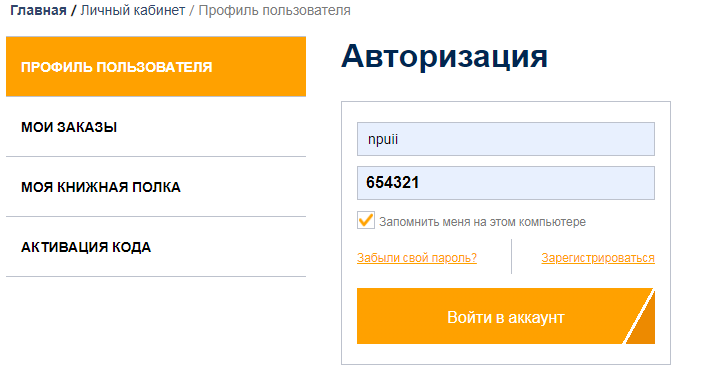 Главная / Личный кабинет / Профиль пользователя
Авторизация
ПРОФИЛЬ ПОЛЬЗОВАТЕЛЯ
МОИ ЗАКАЗЫ
МОЯ КНИЖНАЯ ПОЛКА
АКТИВАЦИЯ КОДА
npuii
654321
Запомнить меня на этом компьютере
Забыли свой пароль?
Зарегистрироваться
Войти в аккаунт